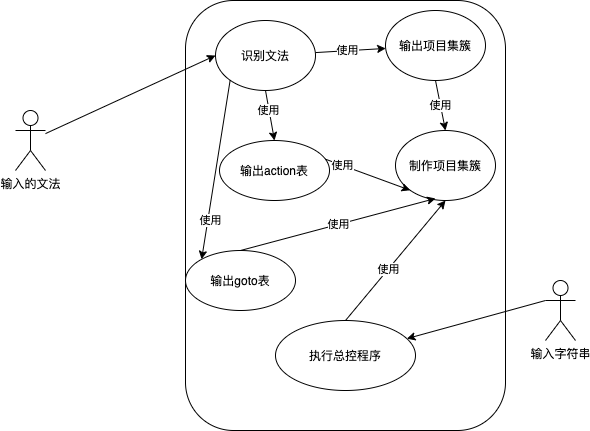 识别文法
使用
输出项目集簇
使用
使用
输入的文法
输出action表
使用
制作项目集簇
使用
使用
输出goto表
使用
执行总控程序
输入字符串